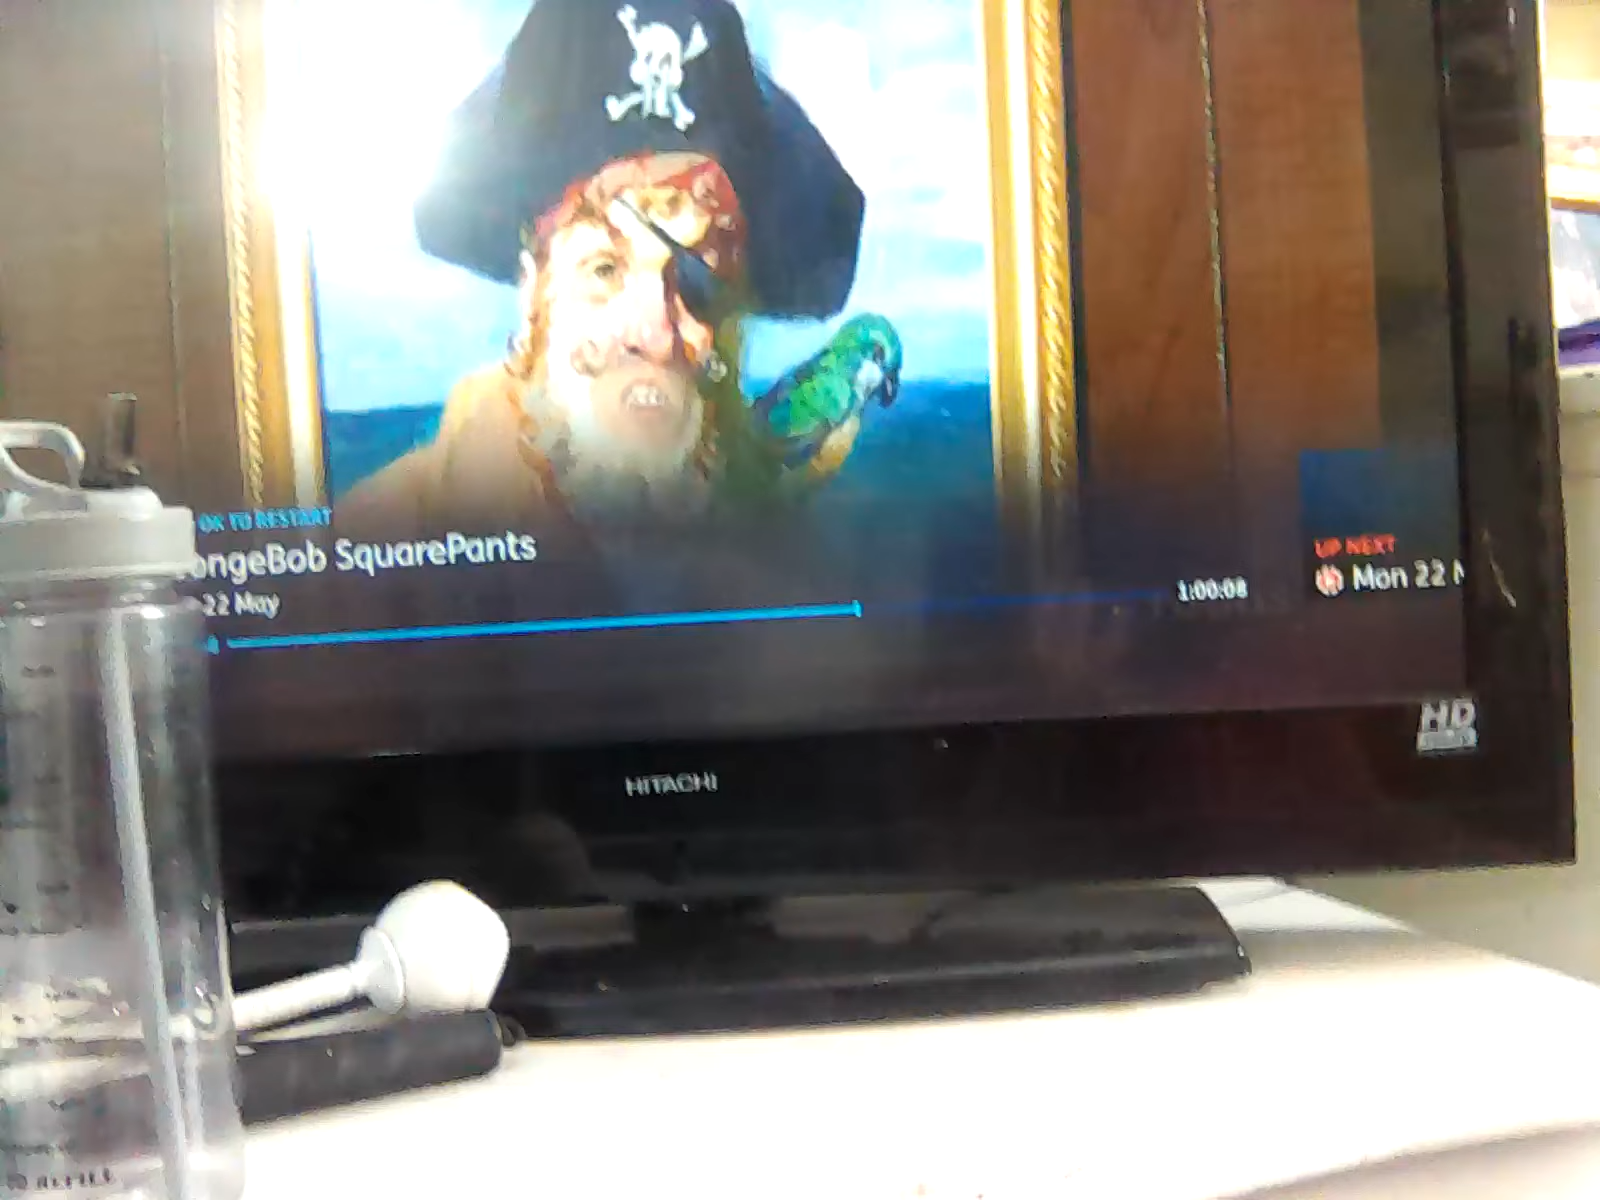 OK TO RESTART
ongeBob SquarePants
22 May
1:00:08
UP NEXT
Mon 22
HITACHI
HD